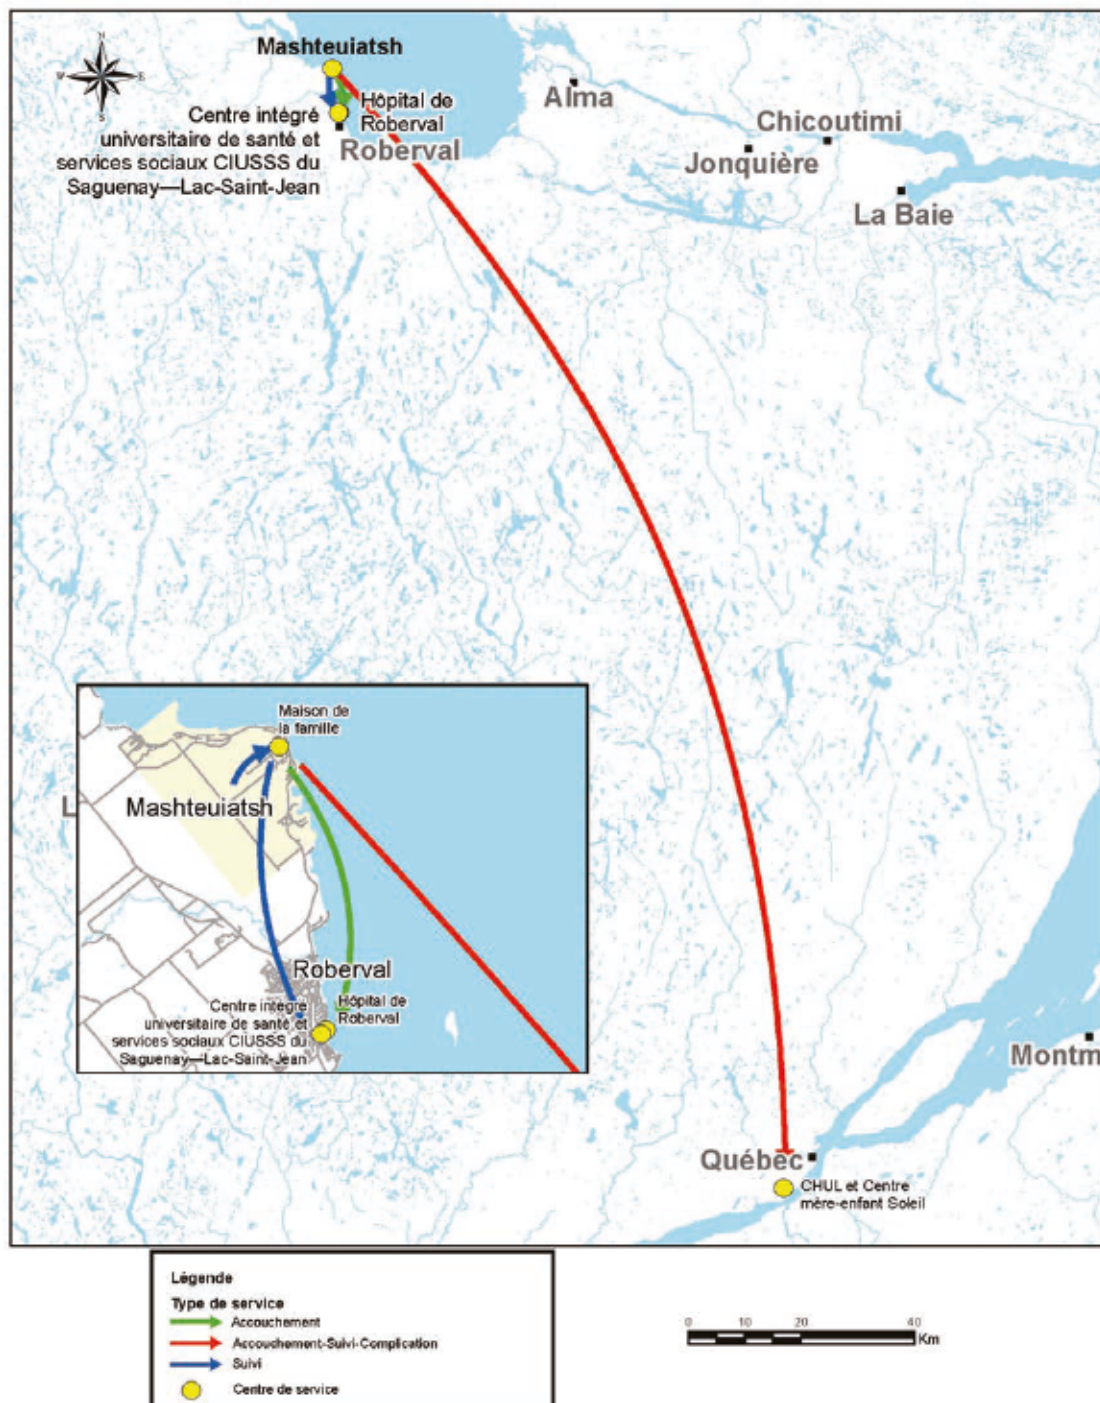 N
W
E
S
Mashteuiatsh
Hôpital de
Roberval
Centre intégré
universitaire de santé et
services sociaux CIUSSS du
Saguenay—Lac-Saint-Jean
Roberval
Alma
Chicoutimi
Jonquière
La Baie
L
Maison de
la famille
Mashteuiatsh
Roberval
Hôpital de
Roberval
Centre intégré
universitaire de santé et
services sociaux CIUSSS du
Saguenay—Lac-Saint-Jean
Montm
Québec
CHUL et Centre
mère-enfant Soleil
Légende
Type de service
Accouchement
Accouchement-Suivi-Complication
Suivi
Centre de service
0 10 20 40
Km